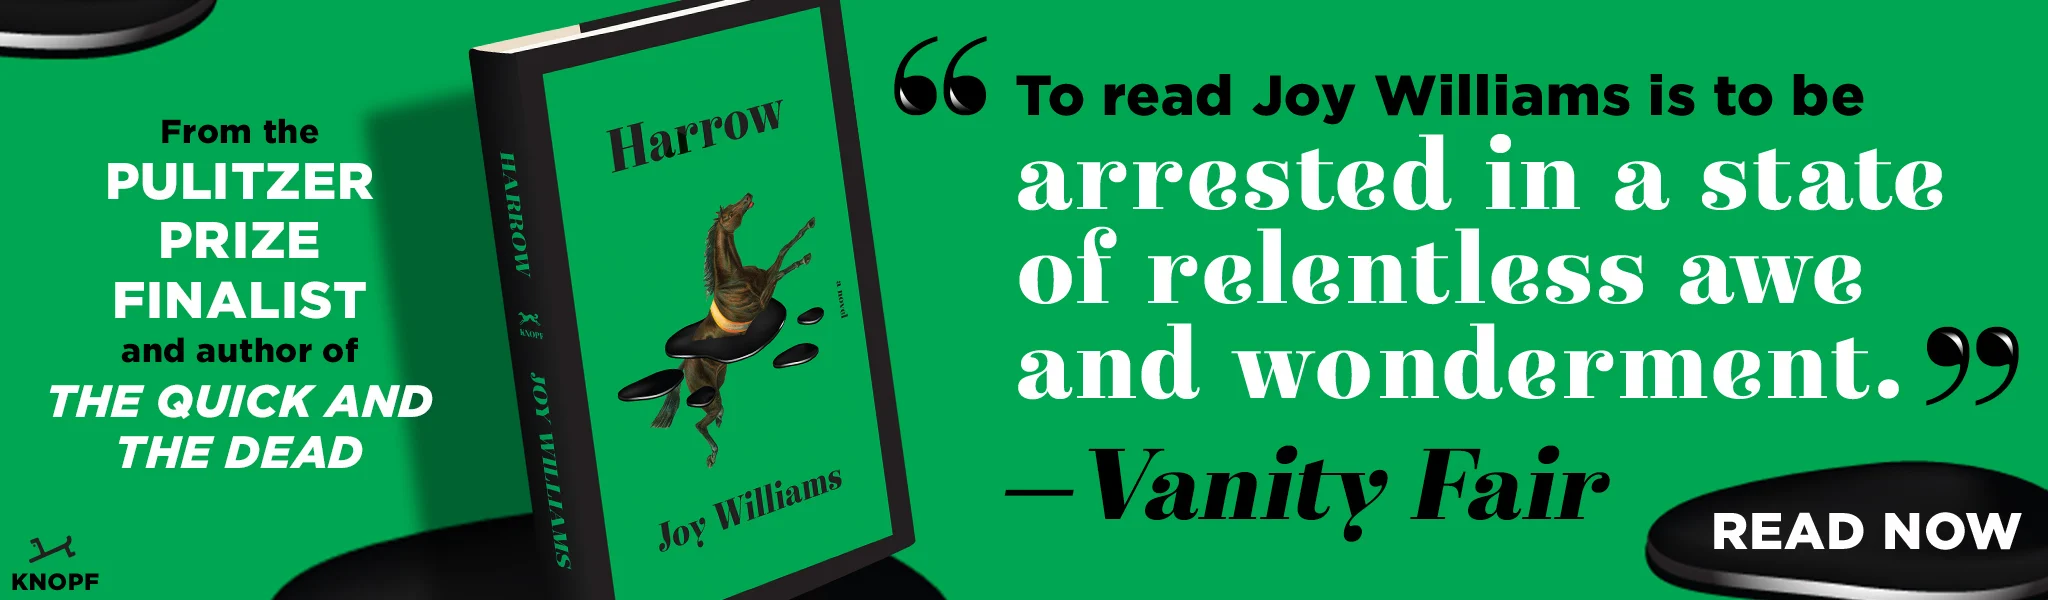 From the
PULITZER
PRIZE
FINALIST
and author of
THE QUICK AND
THE DEAD
KNOPF
HARROW
KNOPF
JOY WILLIAMS
Harrow
a novel
Joy Williams
“To read Joy Williams is to be
arrested in a state
of relentless awe
and wonderment.”
—Vanity Fair
READ NOW